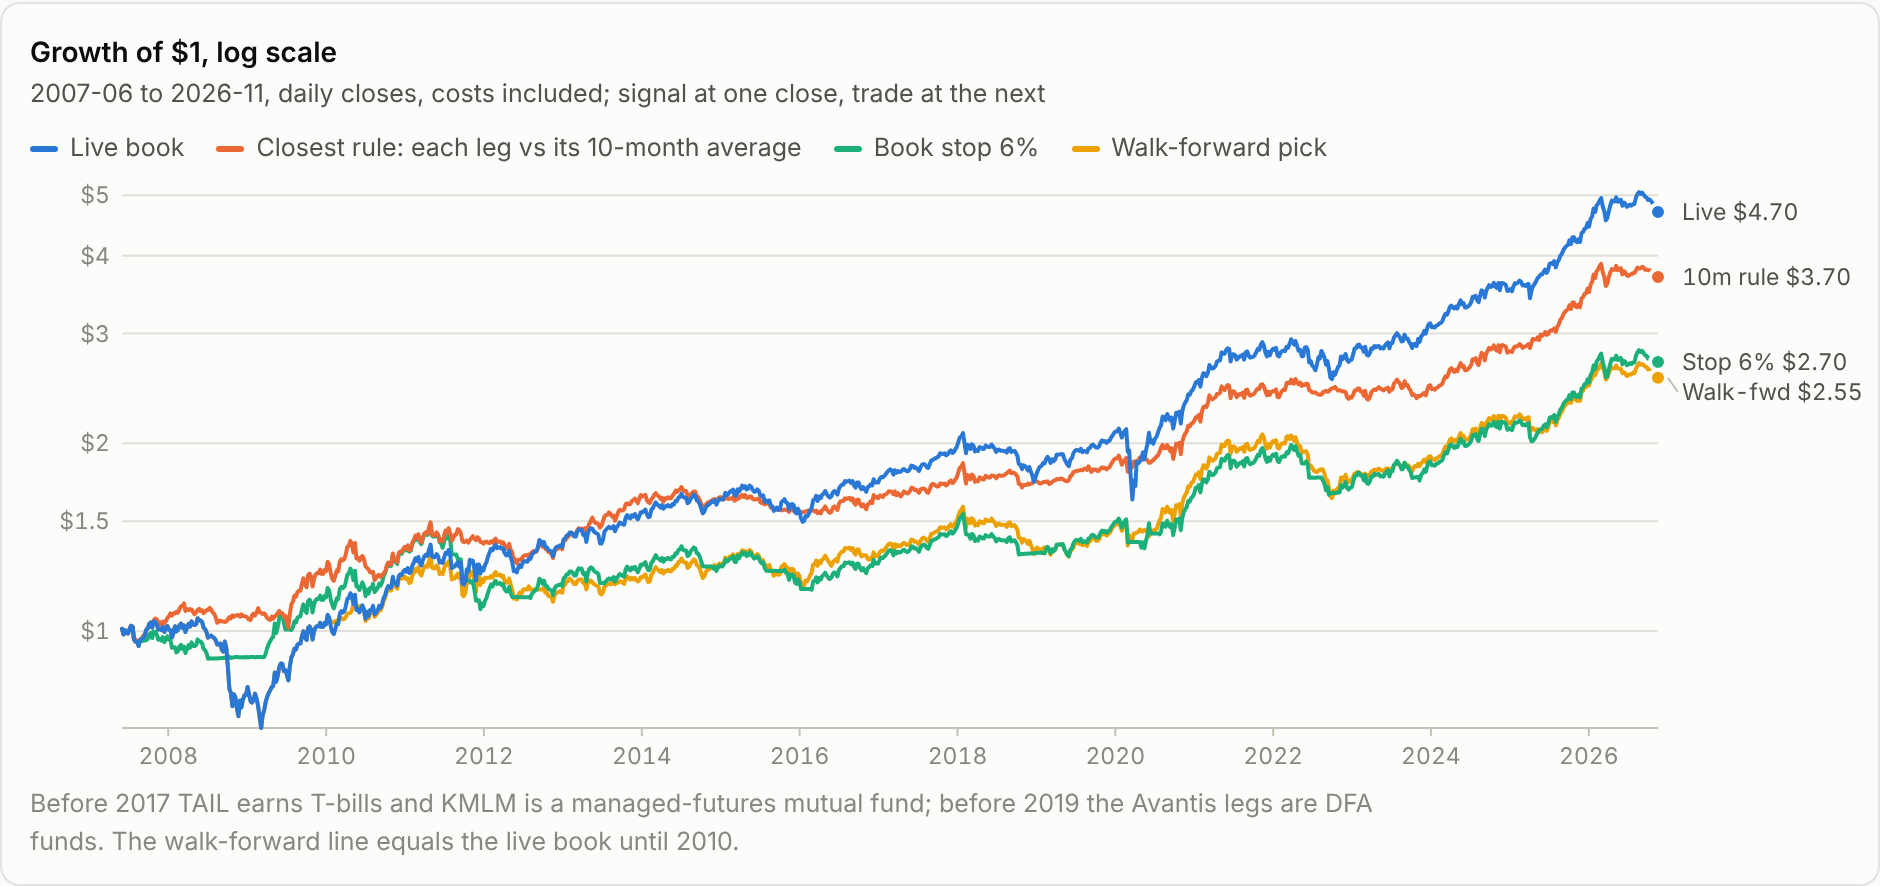 Growth of $1, log scale
2007-06 to 2026-11, daily closes, costs included; signal at one close, trade at the next
Live book
Closest rule: each leg vs its 10-month average
Book stop 6%
Walk-forward pick
$5
$4
$3
$2
$1.5
$1
Live $4.70
10m rule $3.70
Stop 6% $2.70
Walk-fwd $2.55
2008
2010
2012
2014
2016
2018
2020
2022
2024
2026
Before 2017 TAIL earns T-bills and KMLM is a managed-futures mutual fund; before 2019 the Avantis legs are DFA
funds. The walk-forward line equals the live book until 2010.